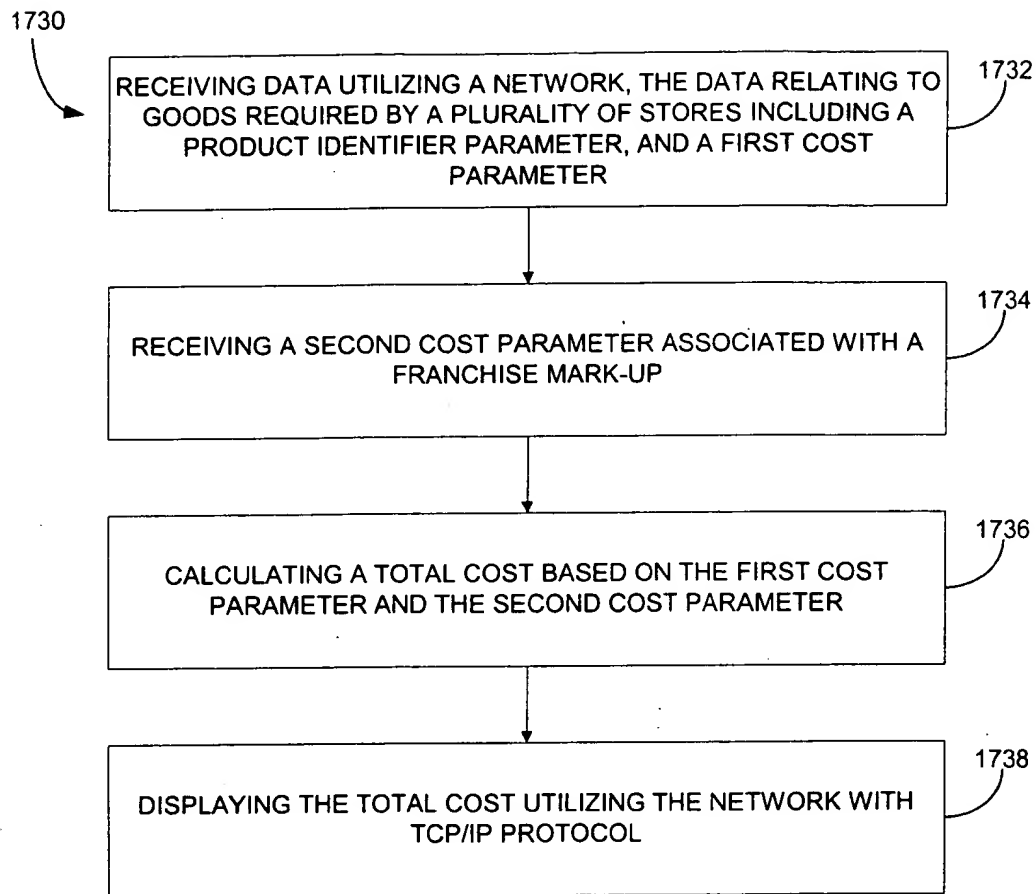 1730
RECEIVING DATA UTILIZING A NETWORK, THE DATA RELATING TO
GOODS REQUIRED BY A PLURALITY OF STORES INCLUDING A
PRODUCT IDENTIFIER PARAMETER, AND A FIRST COST
PARAMETER
1732
RECEIVING A SECOND COST PARAMETER ASSOCIATED WITH A
FRANCHISE MARK-UP
1734
CALCULATING A TOTAL COST BASED ON THE FIRST COST
PARAMETER AND THE SECOND COST PARAMETER
1736
DISPLAYING THE TOTAL COST UTILIZING THE NETWORK WITH
TCP/IP PROTOCOL
1738